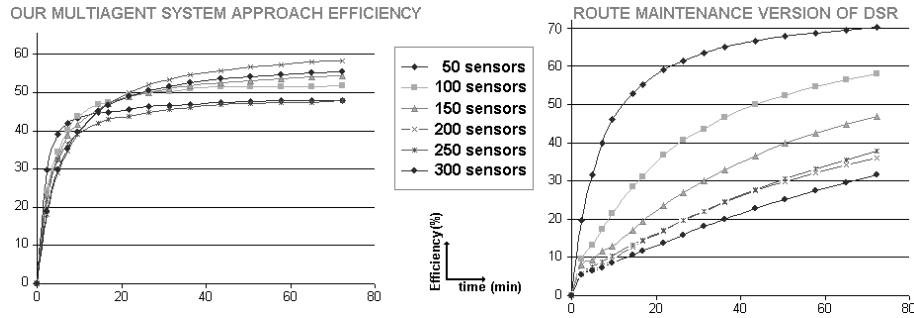 OUR MULTIAGENT SYSTEM APPROACH EFFICIENCY
60
50
40
30
20
10
0
0 20 40 60 80
50 sensors
100 sensors
150 sensors
200 sensors
250 sensors
300 sensors
Efficiency(%)
time (min)
ROUTE MAINTENANCE VERSION OF DSR
70
60
50
40
30
20
10
0
0 20 40 60 80